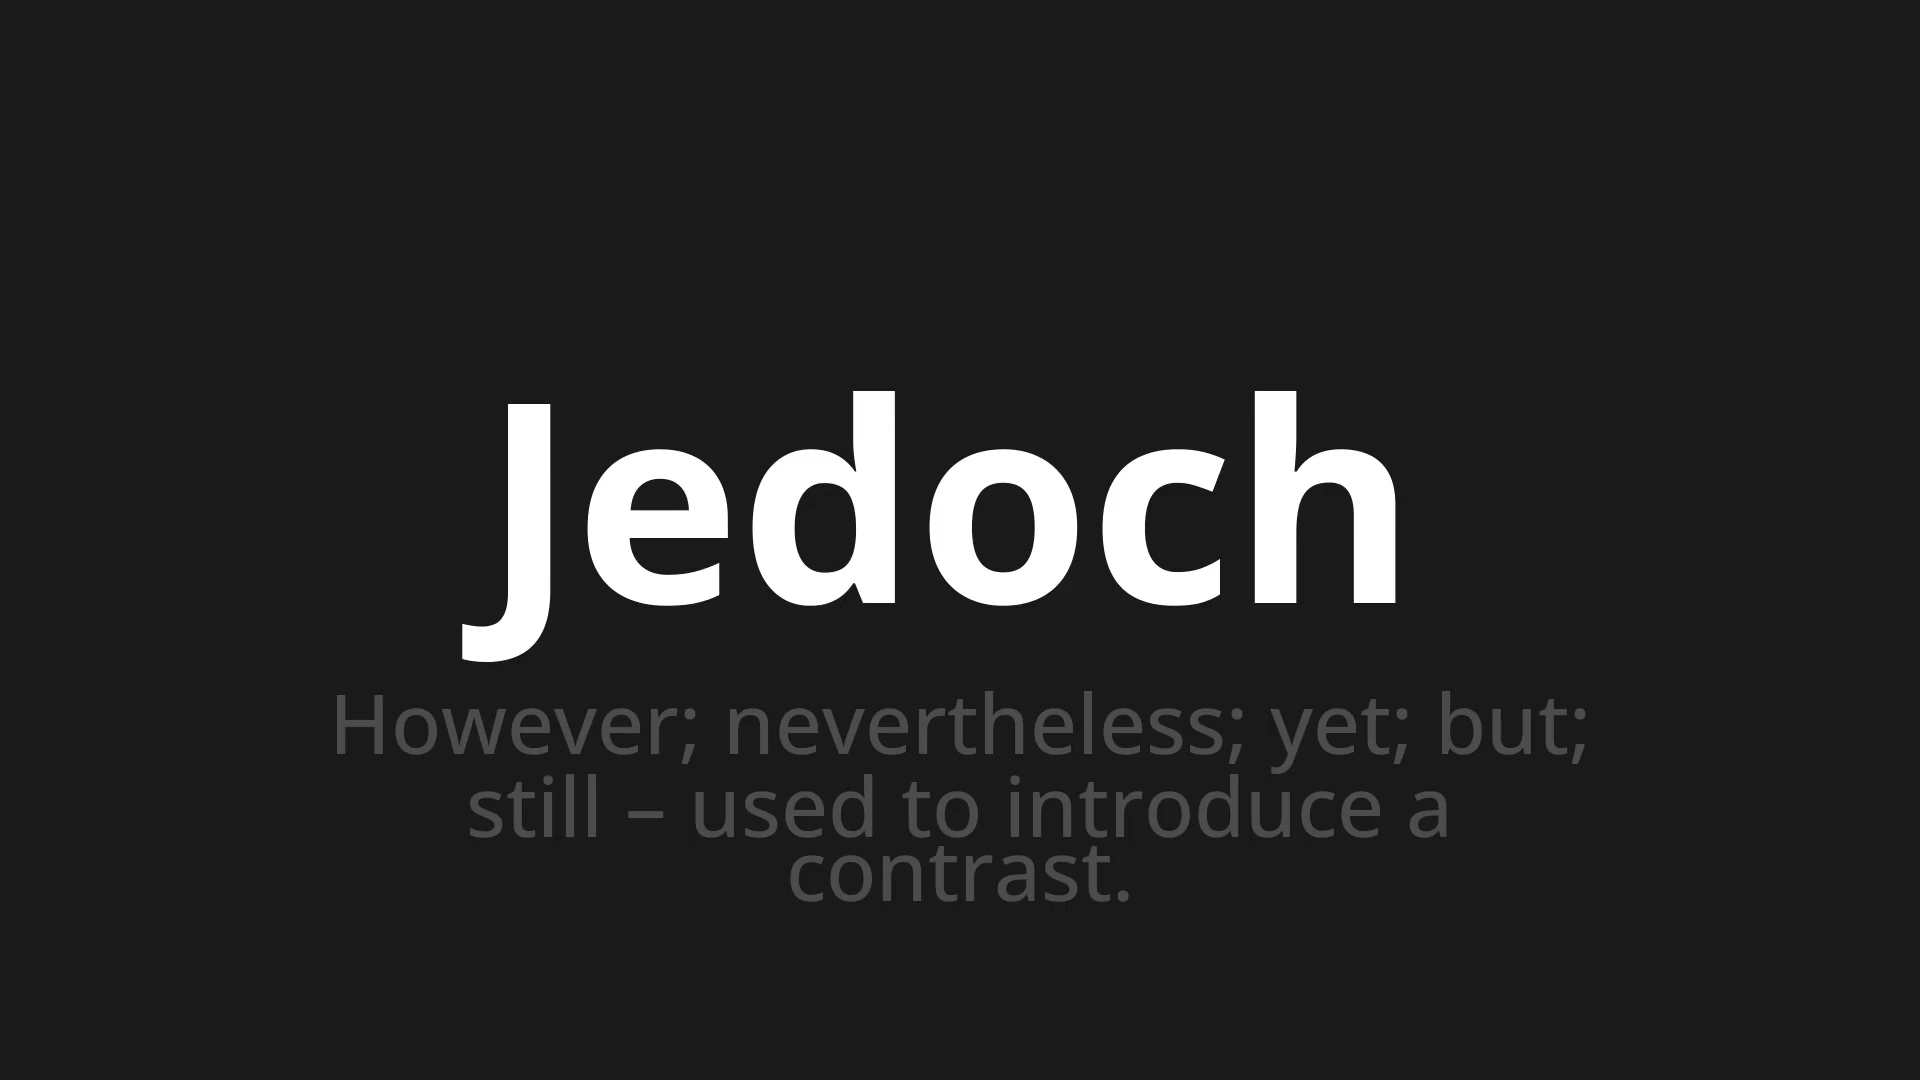 Jedoch
However; nevertheless; yet; but;
still – used to introduce a
contrast.